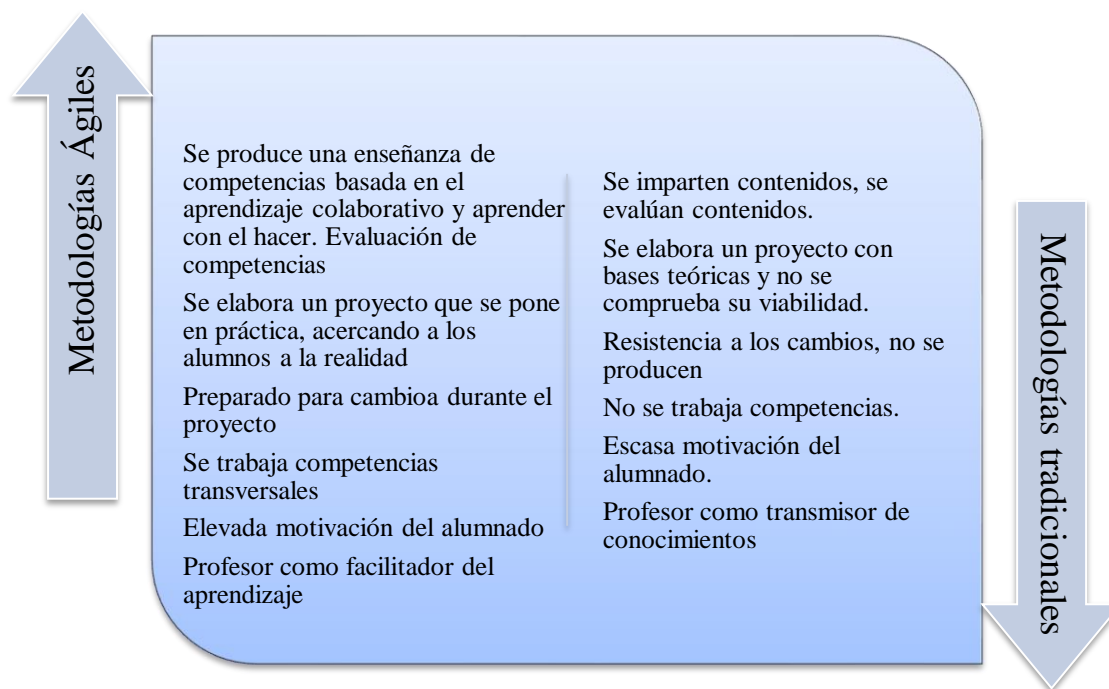 Metodologías Ágiles
Se produce una enseñanza de
competencias basada en el
aprendizaje colaborativo y aprender
con el hacer. Evaluación de
competencias
Se elabora un proyecto que se pone
en práctica, acercando a los
alumnos a la realidad
Preparado para cambioa durante el
proyecto
Se trabaja competencias
transversales
Elevada motivación del alumnado
Profesor como facilitador del
aprendizaje
Se imparten contenidos, se
evalúan contenidos.
Se elabora un proyecto con
bases teóricas y no se
comprueba su viabilidad.
Resistencia a los cambios, no se
producen
No se trabaja competencias.
Escasa motivación del
alumnado.
Profesor como transmisor de
conocimientos
Metodologías tradicionales